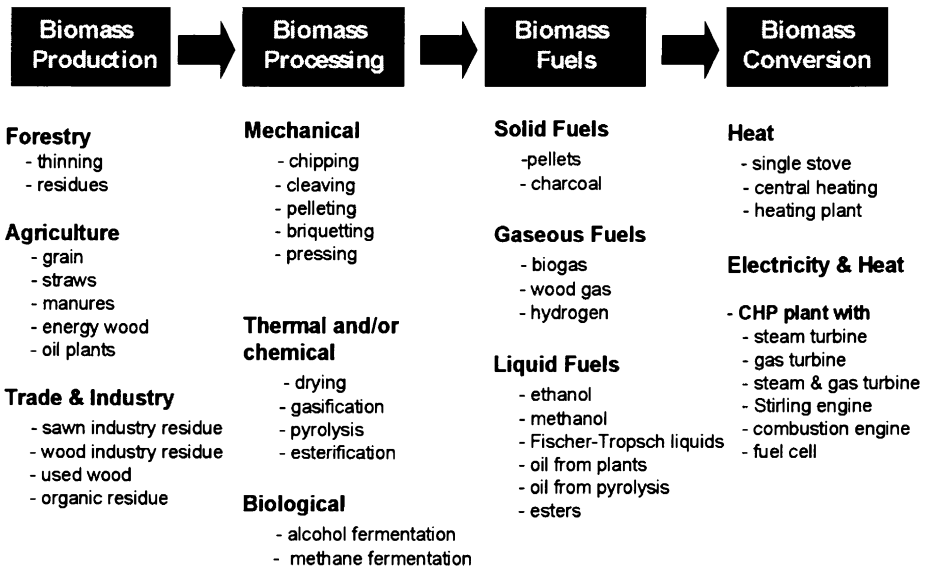 Biomass
Production
Biomass
Processing
Biomass
Fuels
Biomass
Conversion
Forestry
- thinning
- residues
Agriculture
- grain
- straws
- manures
- energy wood
- oil plants
Trade & Industry
- sawn industry residue
- wood industry residue
- used wood
- organic residue
Mechanical
- chipping
- cleaving
- pelleting
- briquetting
- pressing
Thermal and/or
chemical
- drying
- gasification
- pyrolysis
- esterification
Biological
- alcohol fermentation
- methane fermentation
Solid Fuels
-pellets
- charcoal
Gaseous Fuels
- biogas
- wood gas
- hydrogen
Liquid Fuels
- ethanol
- methanol
- Fischer-Tropsch liquids
- oil from plants
- oil from pyrolysis
- esters
Heat
- single stove
- central heating
- heating plant
Electricity & Heat
- CHP plant with
- steam turbine
- gas turbine
- steam & gas turbine
- Stirling engine
- combustion engine
- fuel cell